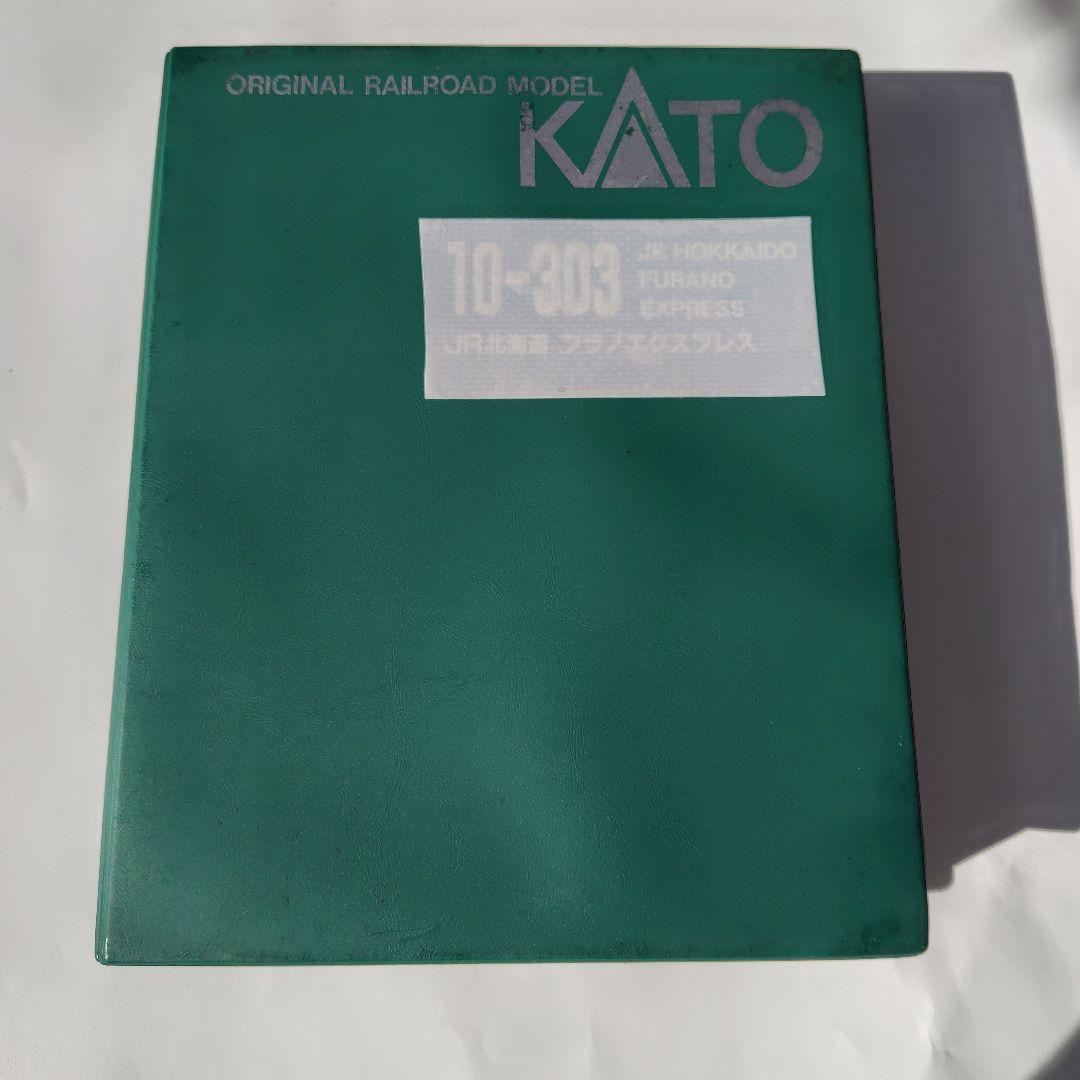 ORIGINAL RAILROAD MODEL
KATO
10-303
JR HOKKAIDO
FURANO
EXPRESS
JR北海道 フラノエクスプレス